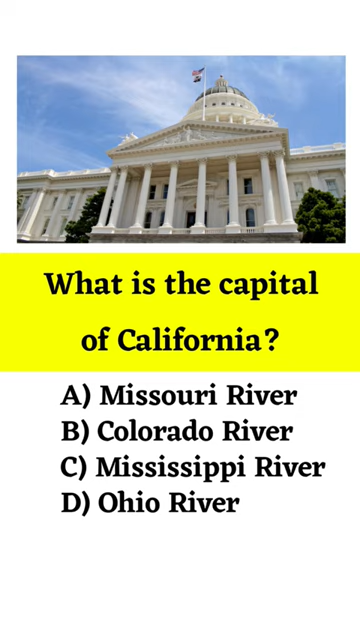 What is the capital
of California?
A) Missouri River
B) Colorado River
C) Mississippi River
D) Ohio River